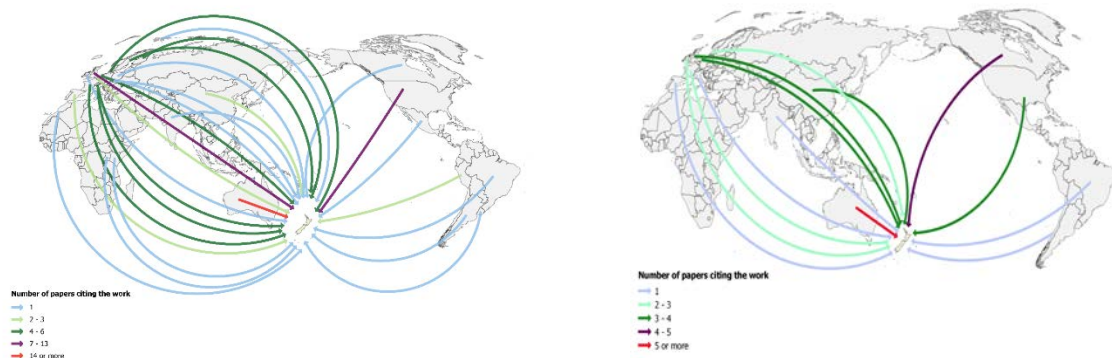 Number of papers citing the work
1
2 - 3
4 - 6
7 - 13
14 or more
Number of papers citing the work
1
2 - 3
3 - 4
4 - 5
5 or more